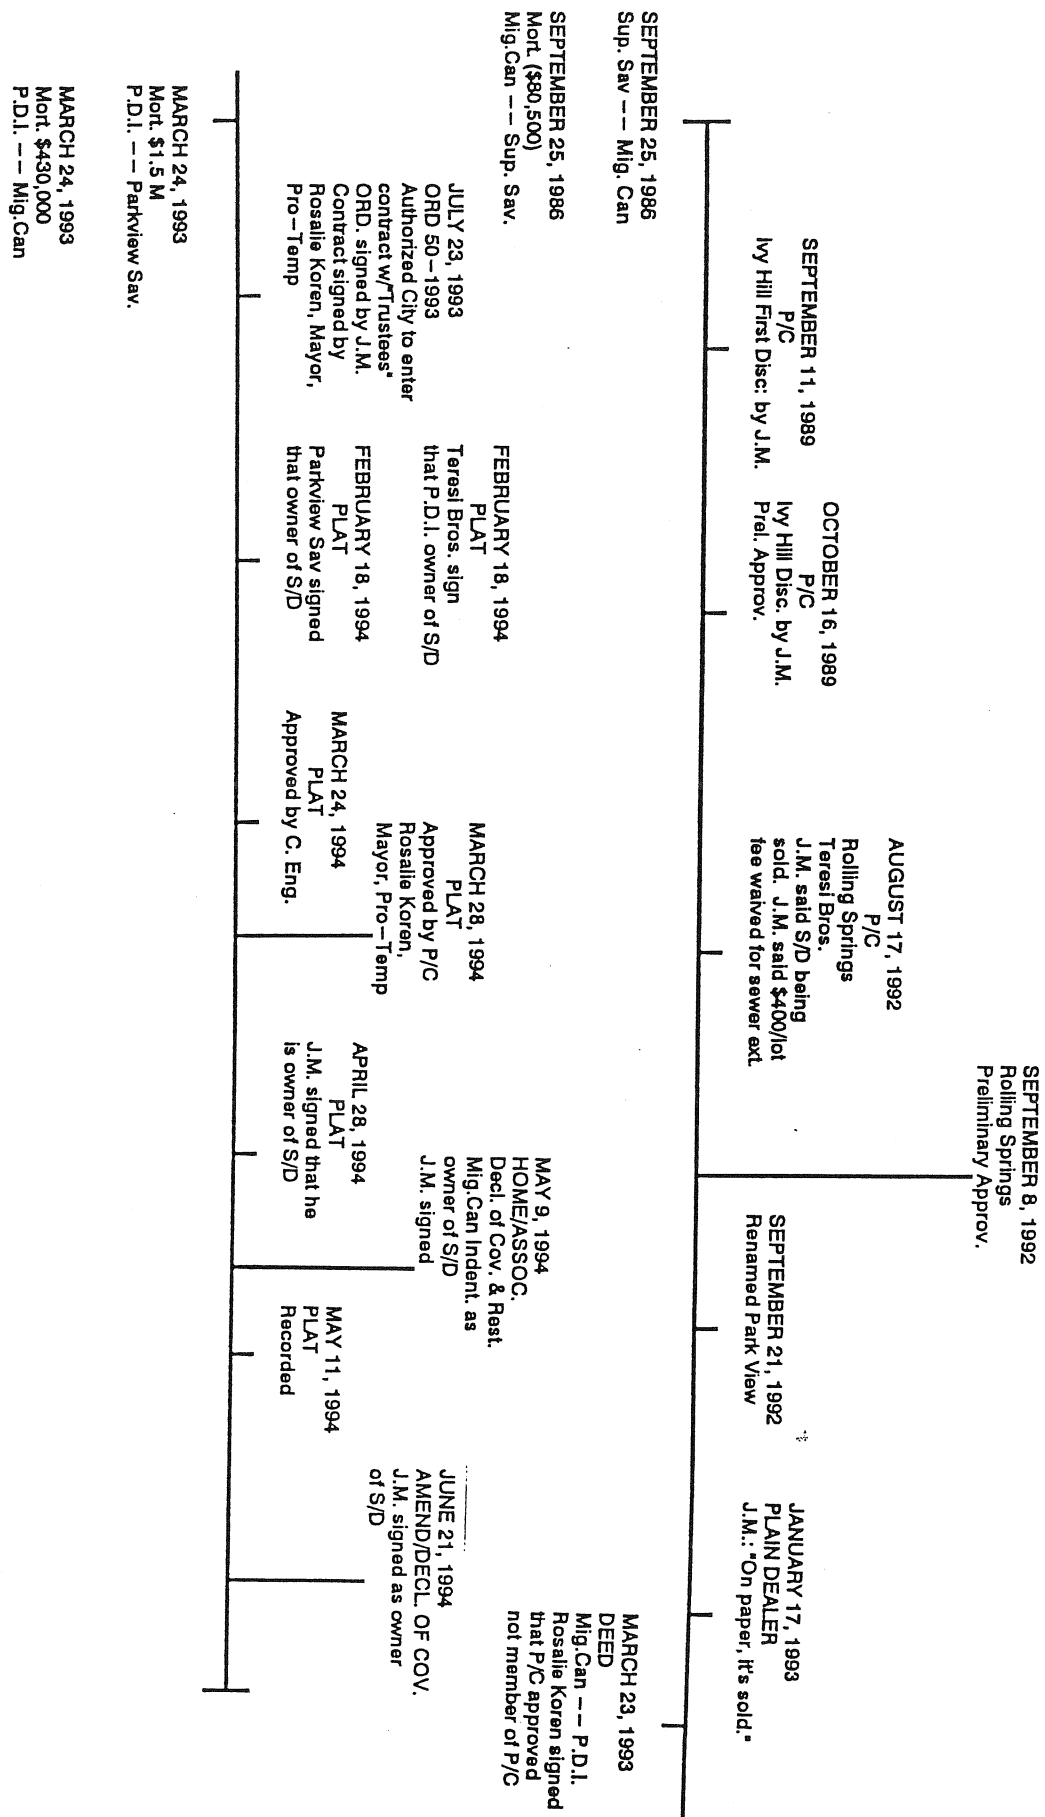 SEPTEMBER 8, 1992
Rolling Springs
Preliminary Approv.
SEPTEMBER 25, 1986
Sup. Sav -- Mig. Can
SEPTEMBER 25, 1986
Mort. ($80,500)
Mig.Can -- Sup. Sav.
SEPTEMBER 11, 1989
P/C
Ivy Hill First Disc: by J.M.
OCTOBER 16, 1989
P/C
Ivy Hill Disc. by J.M.
Prel. Approv.
AUGUST 17, 1992
P/C
Rolling Springs
Teresi Bros.
J.M. said S/D being
sold. J.M. said $400/lot
fee waived for sewer ext.
SEPTEMBER 21, 1992
Renamed Park View
JANUARY 17, 1993
PLAIN DEALER
J.M.: "On paper, it's sold."
MARCH 23, 1993
DEED
Mig.Can -- P.D.I.
Rosalie Koren signed
that P/C approved
not member of P/C
MARCH 24, 1993
Mort. $1.5 M
P.D.I. -- Parkview Sav.
MARCH 24, 1993
Mort. $430,000
P.D.I. -- Mig.Can
JULY 23, 1993
ORD 50-1993
Authorized City to enter
contract w/"Trustees"
ORD. signed by J.M.
Contract signed by
Rosalie Koren, Mayor,
Pro-Temp
FEBRUARY 18, 1994
PLAT
Teresi Bros. sign
that P.D.I. owner of S/D
FEBRUARY 18, 1994
PLAT
Parkview Sav signed
that owner of S/D
MARCH 24, 1994
PLAT
Approved by C. Eng.
MARCH 28, 1994
PLAT
Approved by P/C
Rosalie Koren,
Mayor, Pro-Temp
APRIL 28, 1994
PLAT
J.M. signed that he
is owner of S/D
MAY 9, 1994
HOME/ASSOC.
Decl. of Cov. & Rest.
Mig.Can Indent. as
owner of S/D
J.M. signed
MAY 11, 1994
PLAT
Recorded
JUNE 21, 1994
AMEND/DECL. OF COV.
J.M. signed as owner
of S/D